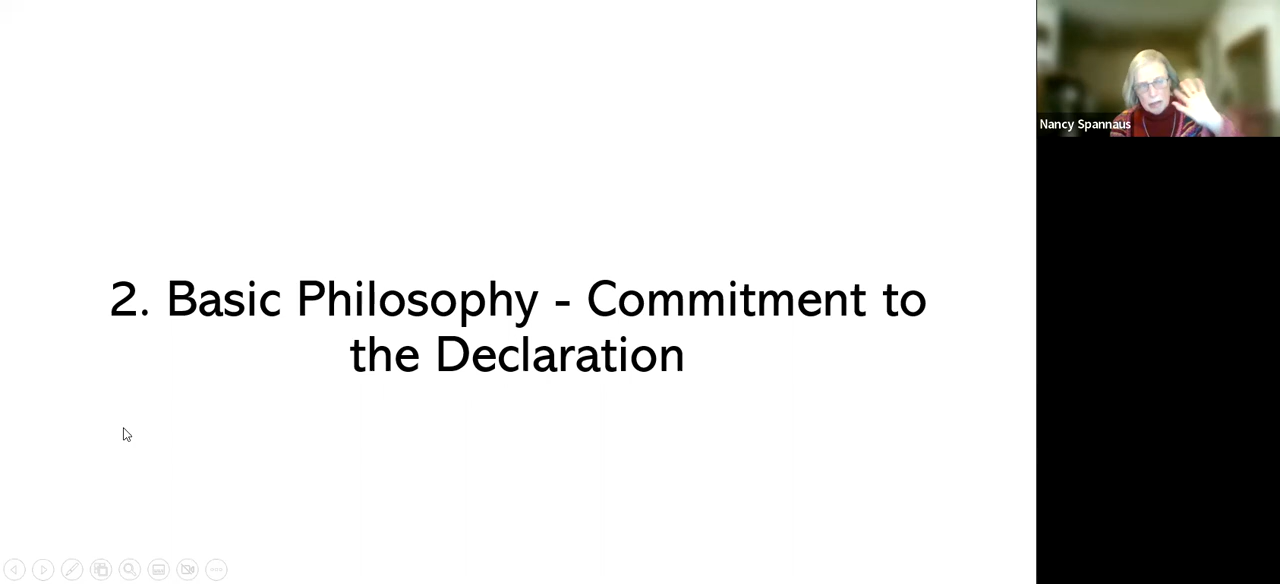 2. Basic Philosophy - Commitment to
the Declaration
Nancy Spannaus